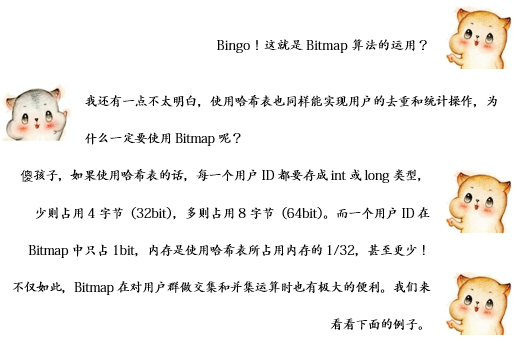 Bingo！这就是 Bitmap 算法的运用？
我还有一点不太明白，使用哈希表也同样能实现用户的去重和统计操作，为
什么一定要使用 Bitmap 呢？
傻孩子，如果使用哈希表的话，每一个用户 ID 都要存成 int 或 long 类型，
少则占用 4 字节（32bit），多则占用 8 字节（64bit）。而一个用户 ID 在
Bitmap 中只占 1bit，内存是使用哈希表所占用内存的 1/32，甚至更少！
不仅如此，Bitmap 在对用户群做交集和并集运算时也有极大的便利。我们来
看看下面的例子。